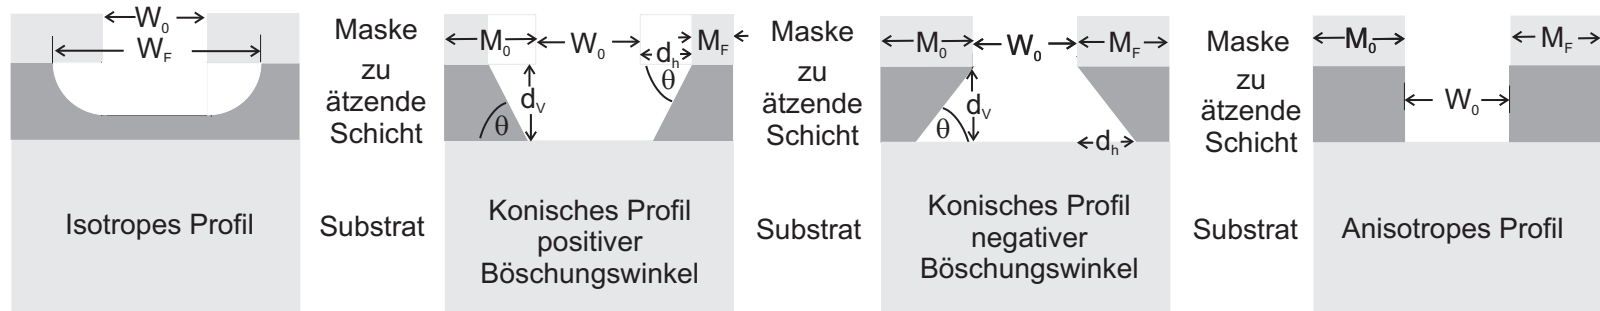 W₀
W_F
Isotropes Profil
Maske
zu
ätzende
Schicht
Substrat
M₀
W₀
d_h
M_F
θ
d_V
θ
Konisches Profil
positiver
Böschungswinkel
Maske
zu
ätzende
Schicht
Substrat
M₀
W₀
M_F
d_V
θ
d_h
Konisches Profil
negativer
Böschungswinkel
Maske
zu
ätzende
Schicht
Substrat
M₀
M_F
W₀
Anisotropes Profil